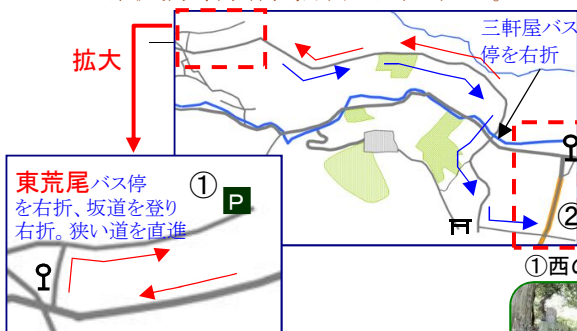 三軒屋バス
停を右折
拡大
東荒尾バス停
を右折、坂道を登り
右折。狭い道を直進
①
P
②
①西の